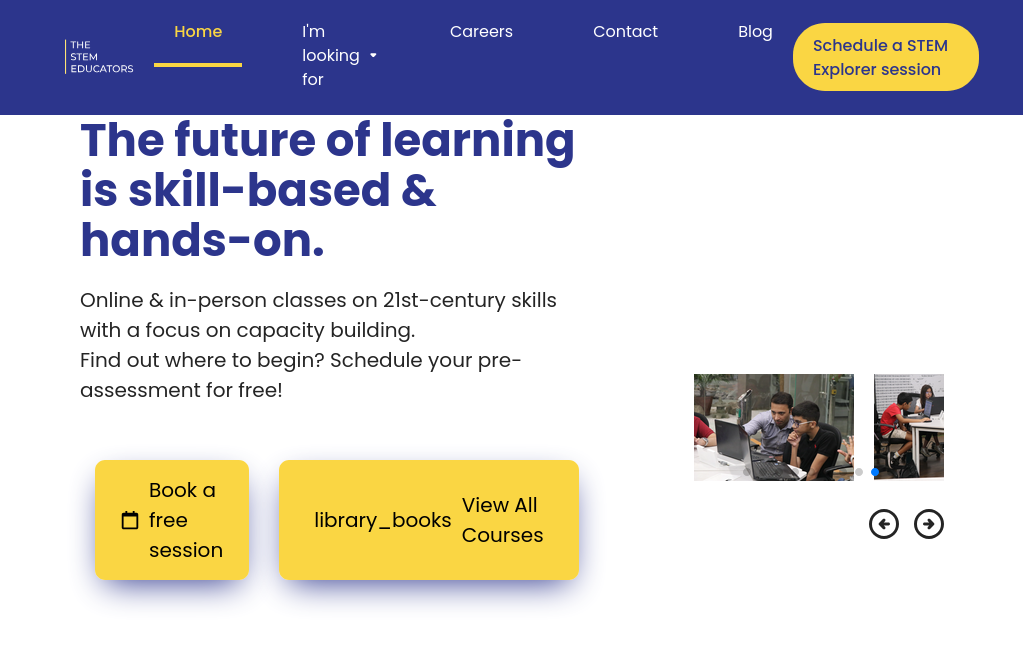 THE
STEM
EDUCATORS
Home
I'm
looking
for
Careers
Contact
Blog
Schedule a STEM
Explorer session
The future of learning
is skill-based &
hands-on.
Online & in-person classes on 21st-century skills
with a focus on capacity building.
Find out where to begin? Schedule your pre-
assessment for free!
Book a
free
session
library_books
View All
Courses